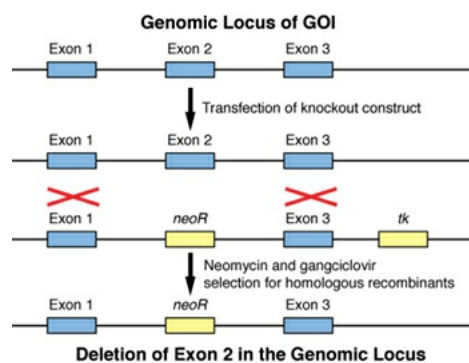 Genomic Locus of GOI
Exon 1 Exon 2 Exon 3
Transfection of knockout construct
Exon 1 Exon 2 Exon 3
Exon 1 neoR Exon 3 tk
Neomycin and gangciclovir
selection for homologous recombinants
Exon 1 neoR Exon 3
Deletion of Exon 2 in the Genomic Locus